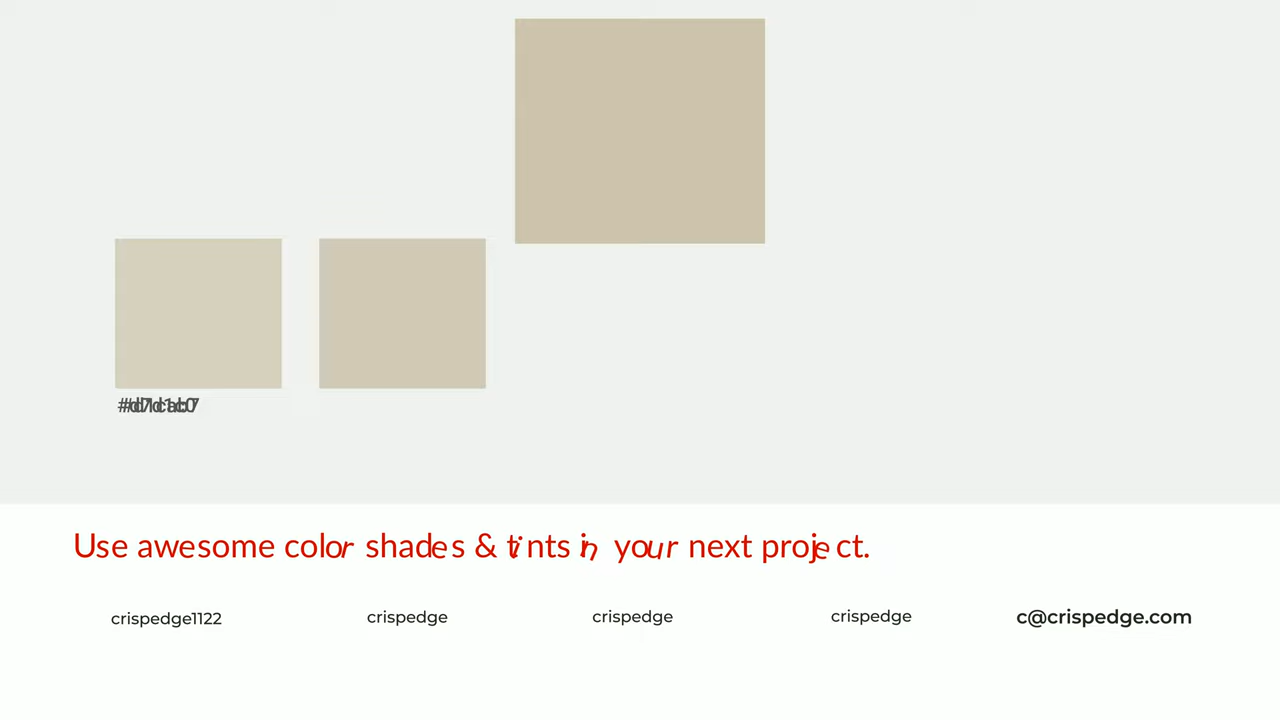 Use awesome color shades & tints in your next project.
crispedge1122 crispedge crispedge crispedge c@crispedge.com